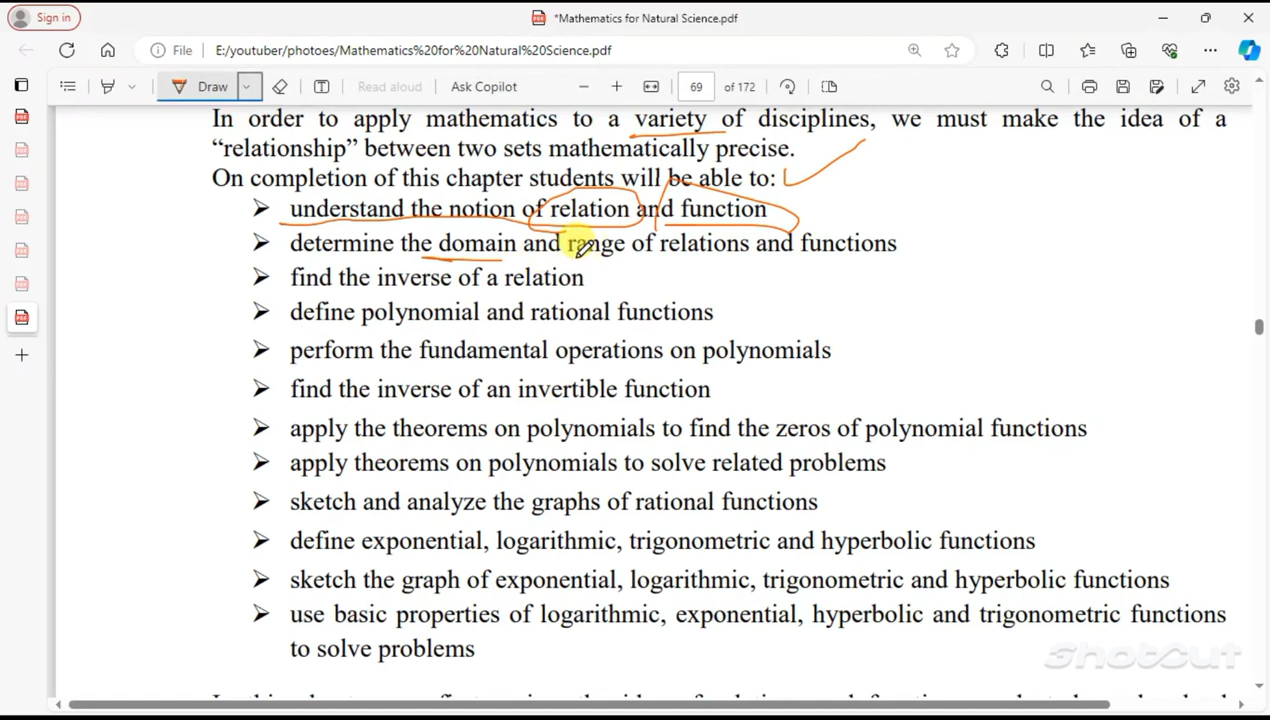 Sign in
*Mathematics for Natural Science.pdf
File
E:/youtuber/photoes/Mathematics%20for%20Natural%20Science.pdf
Draw
Read aloud
Ask Copilot
69 of 172
In order to apply mathematics to a variety of disciplines, we must make the idea of a
“relationship” between two sets mathematically precise.
On completion of this chapter students will be able to:
➢ understand the notion of relation and function
➢ determine the domain and range of relations and functions
➢ find the inverse of a relation
➢ define polynomial and rational functions
➢ perform the fundamental operations on polynomials
➢ find the inverse of an invertible function
➢ apply the theorems on polynomials to find the zeros of polynomial functions
➢ apply theorems on polynomials to solve related problems
➢ sketch and analyze the graphs of rational functions
➢ define exponential, logarithmic, trigonometric and hyperbolic functions
➢ sketch the graph of exponential, logarithmic, trigonometric and hyperbolic functions
➢ use basic properties of logarithmic, exponential, hyperbolic and trigonometric functions
to solve problems
Shotcut